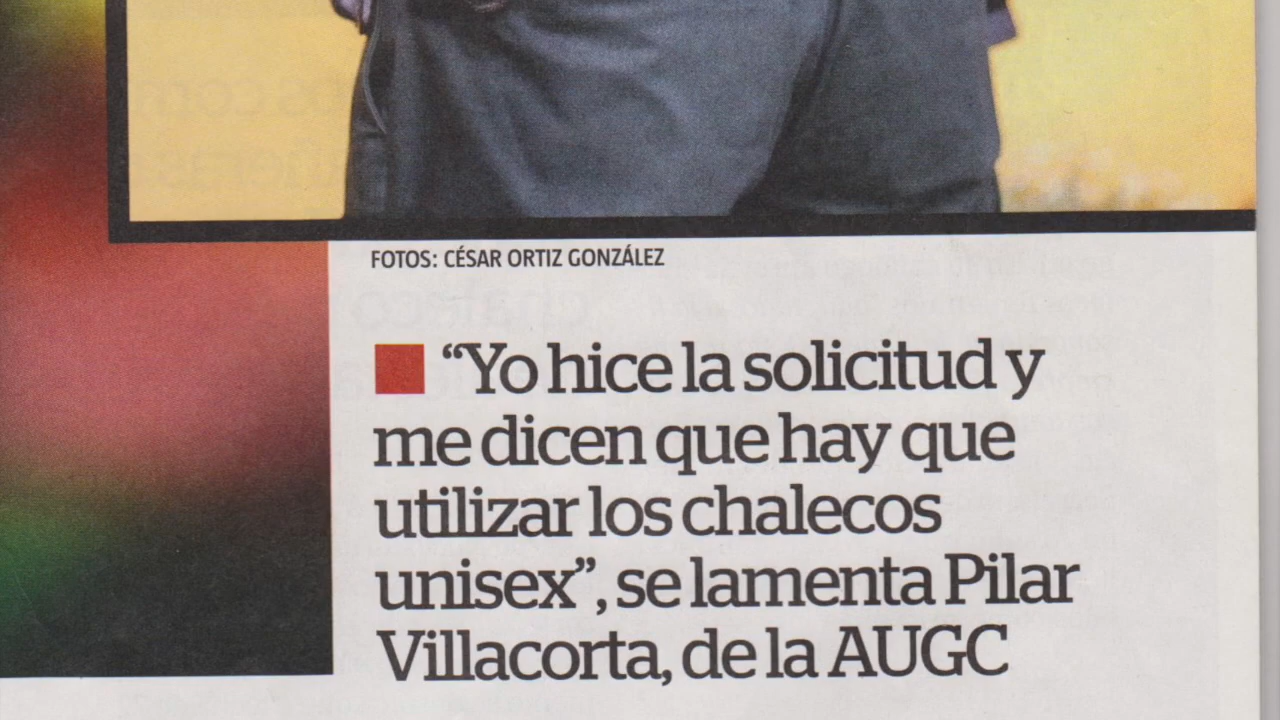 FOTOS: CÉSAR ORTIZ GONZÁLEZ
“Yo hice la solicitud y
me dicen que hay que
utilizar los chalecos
unisex”, se lamenta Pilar
Villacorta, de la AUGC